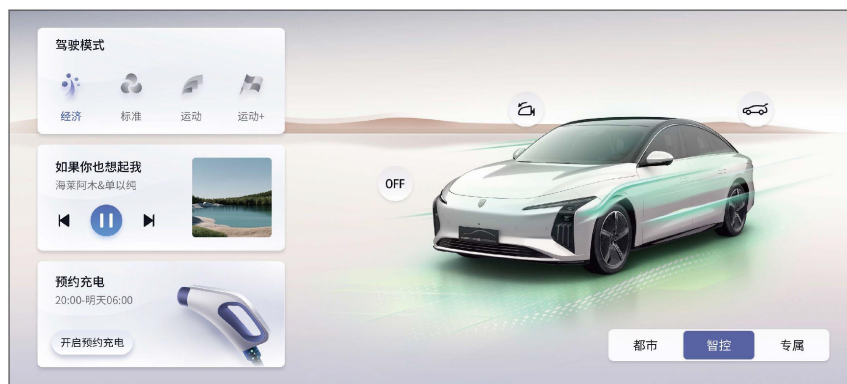 驾驶模式
经济 标准 运动 运动+
如果你也想起我
海莱阿木&单以纯
预约充电
20:00-明天06:00
开启预约充电
OFF
都市 智控 专属